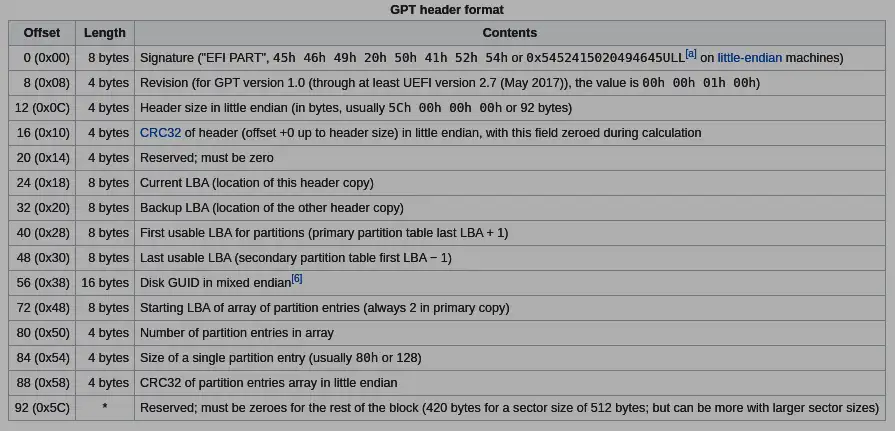 GPT header format
Offset Length Contents
0 (0x00) 8 bytes Signature ("EFI PART", 45h 46h 49h 20h 50h 41h 52h 54h or 0x5452415020494645ULL[a] on little-endian machines)
8 (0x08) 4 bytes Revision (for GPT version 1.0 (through at least UEFI version 2.7 (May 2017)), the value is 00h 00h 01h 00h)
12 (0x0C) 4 bytes Header size in little endian (in bytes, usually 5Ch 00h 00h 00h or 92 bytes)
16 (0x10) 4 bytes CRC32 of header (offset +0 up to header size) in little endian, with this field zeroed during calculation
20 (0x14) 4 bytes Reserved; must be zero
24 (0x18) 8 bytes Current LBA (location of this header copy)
32 (0x20) 8 bytes Backup LBA (location of the other header copy)
40 (0x28) 8 bytes First usable LBA for partitions (primary partition table last LBA + 1)
48 (0x30) 8 bytes Last usable LBA (secondary partition table first LBA − 1)
56 (0x38) 16 bytes Disk GUID in mixed endian[6]
72 (0x48) 8 bytes Starting LBA of array of partition entries (always 2 in primary copy)
80 (0x50) 4 bytes Number of partition entries in array
84 (0x54) 4 bytes Size of a single partition entry (usually 80h or 128)
88 (0x58) 4 bytes CRC32 of partition entries array in little endian
92 (0x5C) * Reserved; must be zeroes for the rest of the block (420 bytes for a sector size of 512 bytes; but can be more with larger sector sizes)